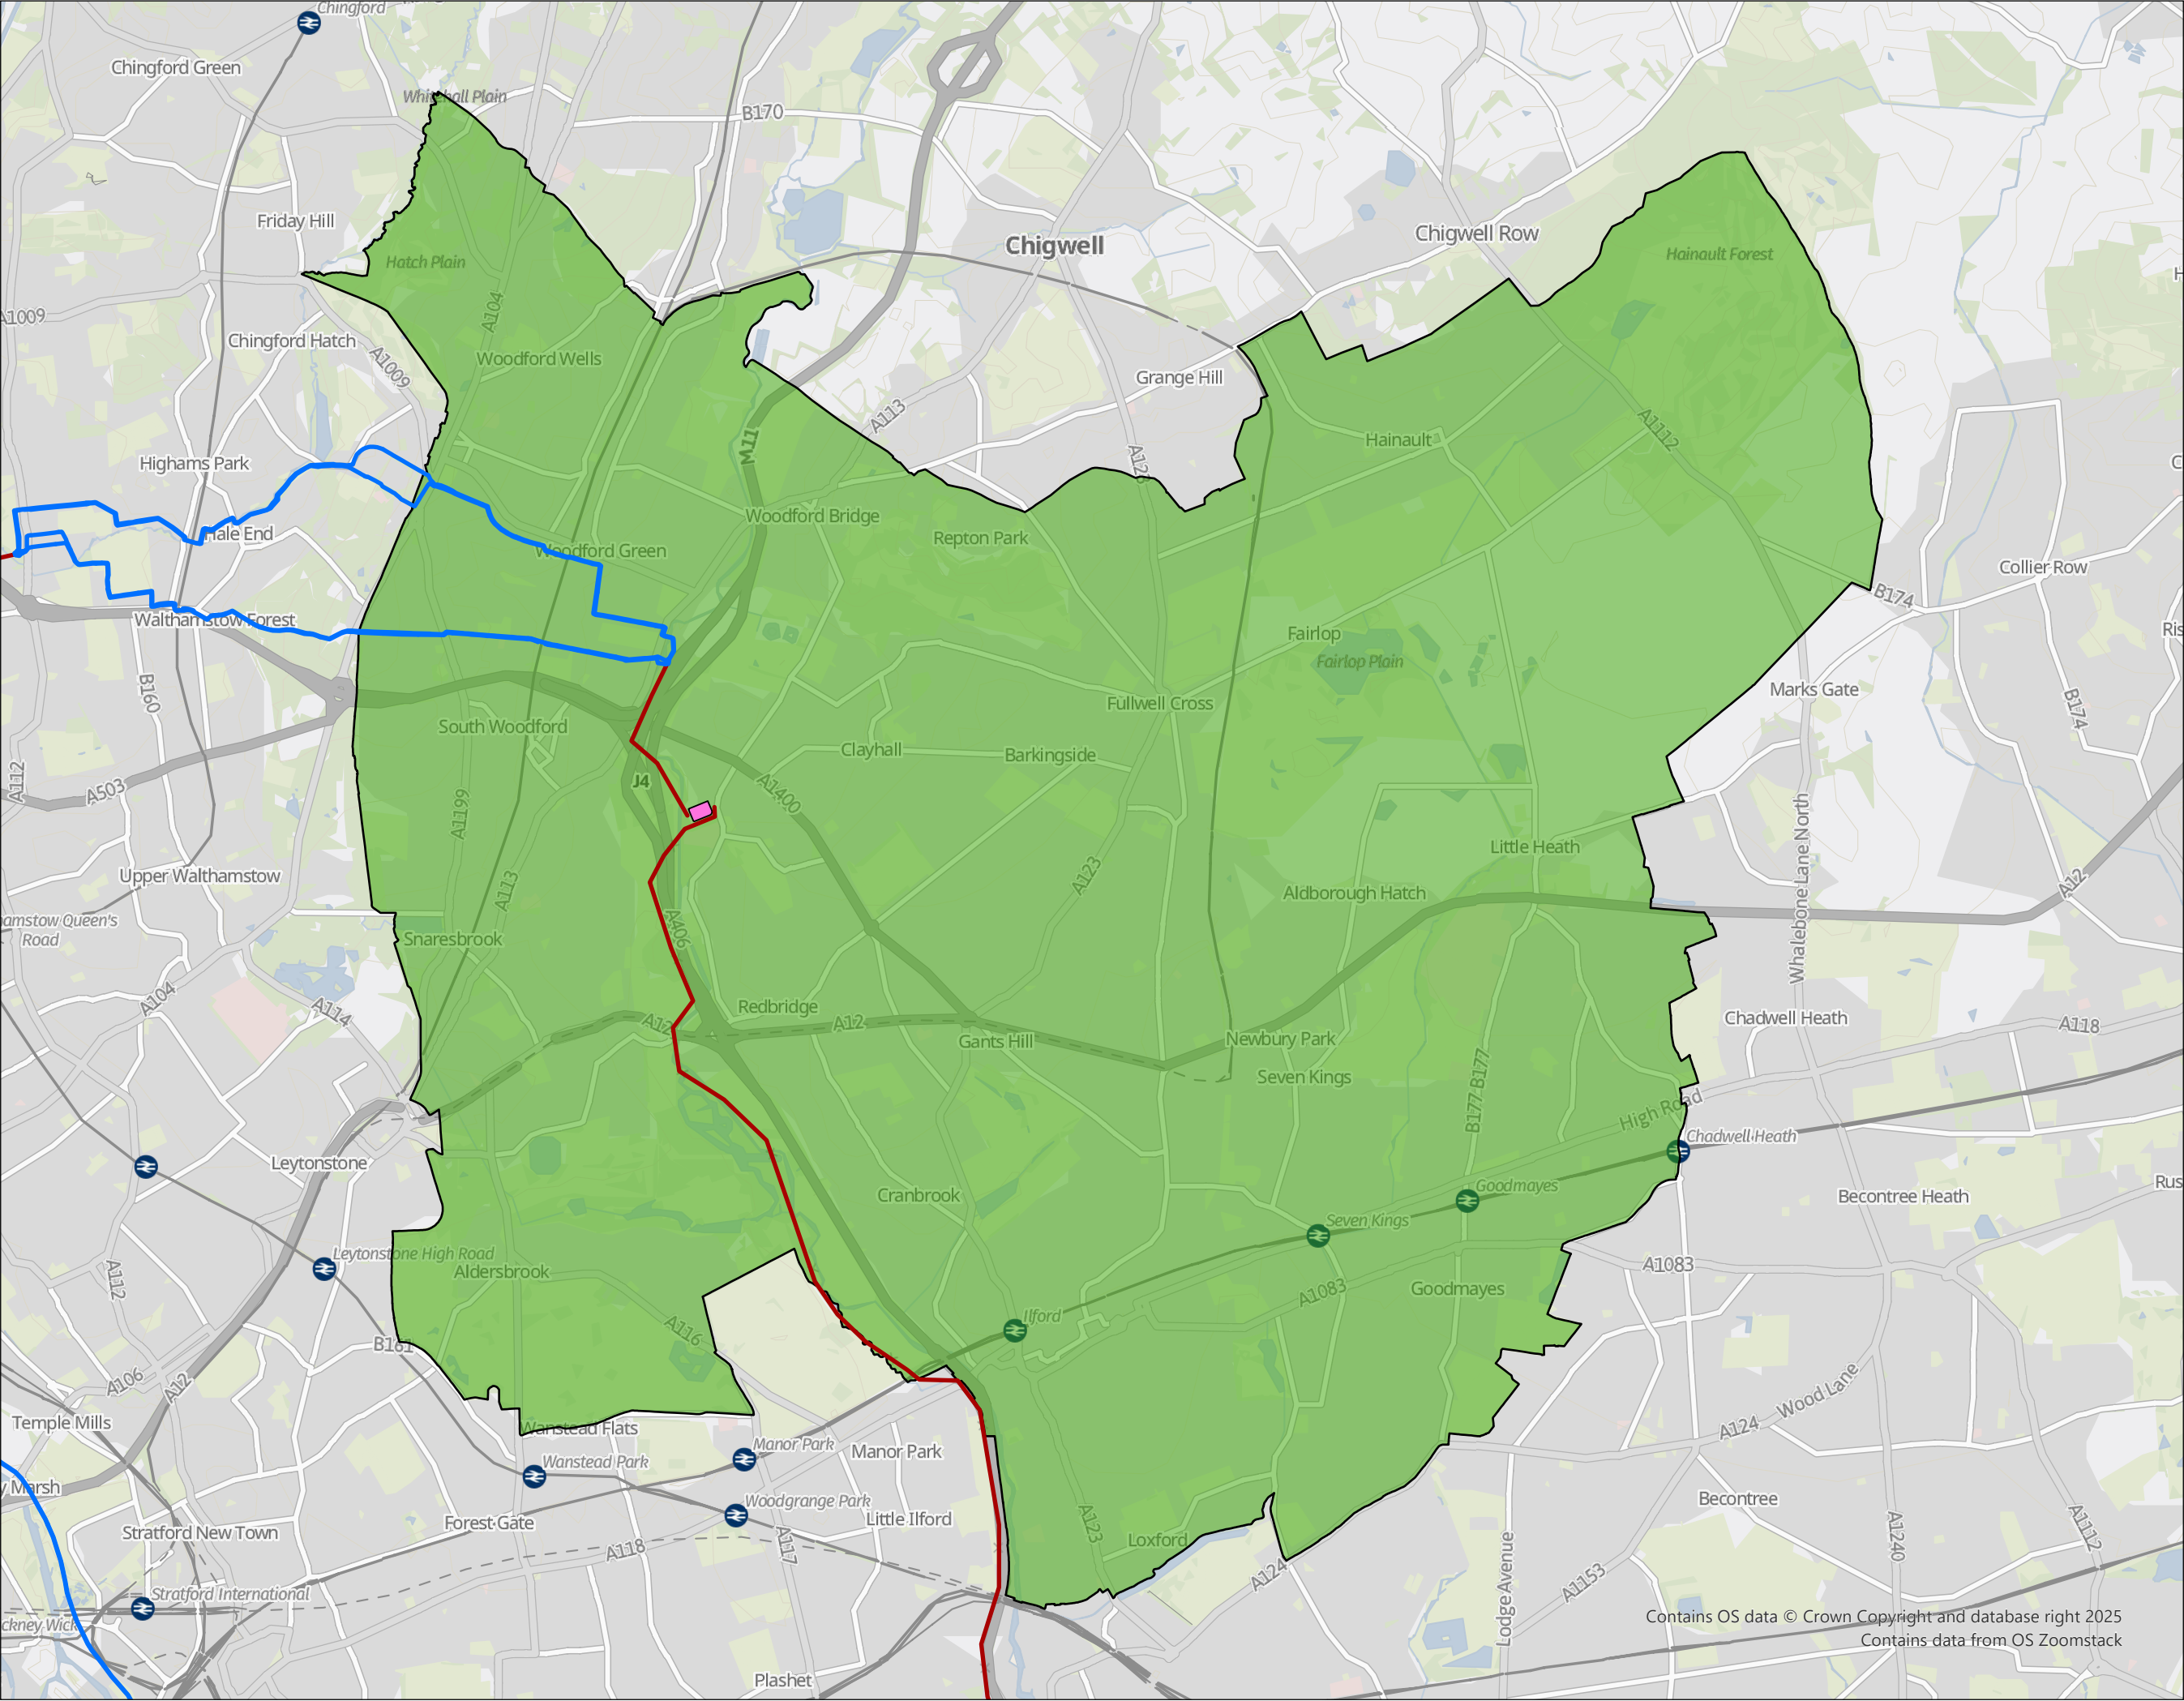 Chingford
Chingford Green
Whitehall Plain
B170
Friday Hill
Chigwell
Chigwell Row
Hainault Forest
Hatch Plain
A1009
A104
Chingford Hatch
A1009
Woodford Wells
Grange Hill
A113
A1112
Hainault
M11
Highams Park
Woodford Bridge
Repton Park
Hale End
Woodford Green
Collier Row
B174
Walthamstow Forest
Fairlop
Fairlop Plain
B160
Marks Gate
B174
Fullwell Cross
South Woodford
Clayhall
Barkingside
J4
A1400
A112
A503
A1199
Little Heath
Whalebone Lane North
Upper Walthamstow
A113
A123
Aldborough Hatch
A12
Queen's
Road
A406
Snaresbrook
A104
A114
Redbridge
A12
A12
Gants Hill
Newbury Park
Chadwell Heath
A118
Seven Kings
B177
B177
High Road
Chadwell Heath
Leytonstone
Cranbrook
Goodmayes
Becontree Heath
Seven Kings
Leytonstone High Road
Aldersbrook
A112
A1083
A1083
Goodmayes
Ilford
A116
B161
A106
A12
Wood Lane
A124
Temple Mills
Wanstead Flats
Manor Park
Manor Park
Wanstead Park
Marsh
Woodgrange Park
Becontree
Little Ilford
Forest Gate
Stratford New Town
A123
Loxford
A117
A118
A1240
A1112
Lodge Avenue
A124
A1153
Stratford International
Contains OS data © Crown Copyright and database right 2025
Contains data from OS Zoomstack
Plashet